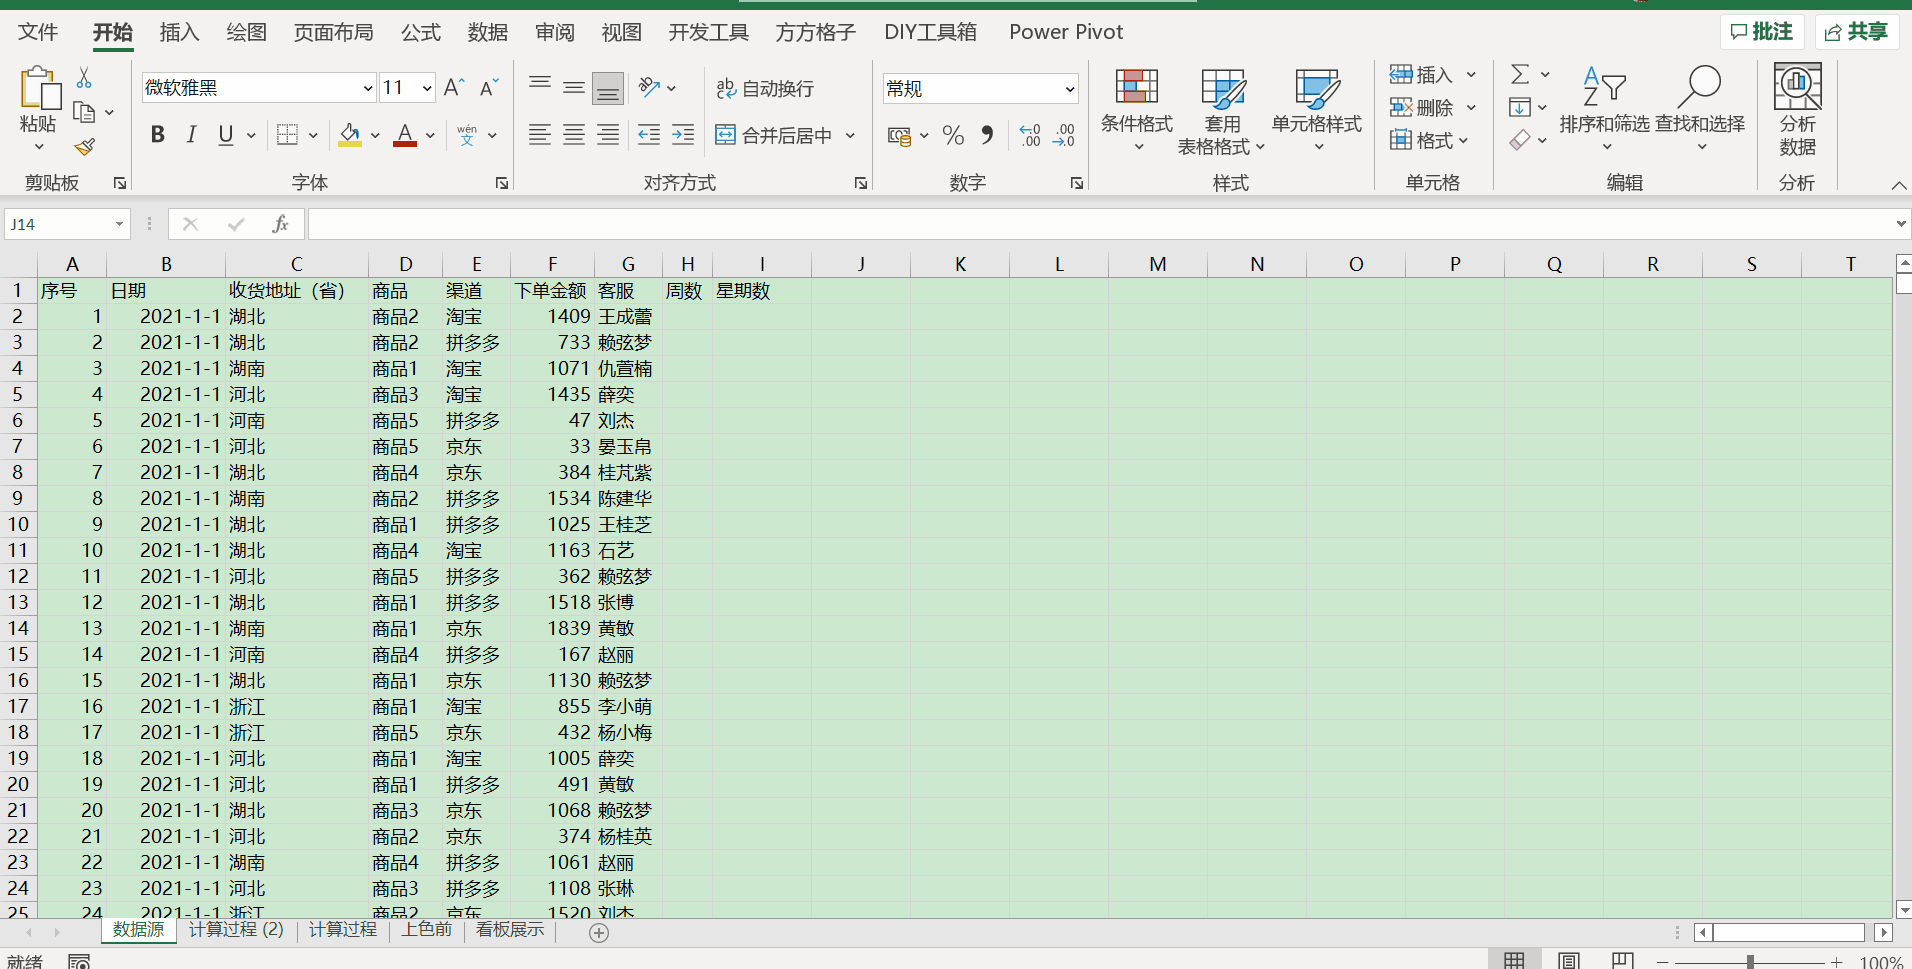 文件 开始 插入 绘图 页面布局 公式 数据 审阅 视图 开发工具 方方格子 DIY工具箱 Power Pivot 批注 共享
粘贴 微软雅黑 11 A A 自动换行 常规 条件格式 套用 表格格式 单元格样式 插入 删除 格式 排序和筛选 查找和选择 分析 数据
B I U A wén 文 合并后居中 % .00 .0
剪贴板 字体 对齐方式 数字 样式 单元格 编辑 分析
J14 fx
A B C D E F G H I J K L M N O P Q R S T
1 序号 日期 收货地址（省） 商品 渠道 下单金额 客服 周数 星期数
2 1 2021-1-1 湖北 商品2 淘宝 1409 王成蕾
3 2 2021-1-1 湖北 商品2 拼多多 733 赖弦梦
4 3 2021-1-1 湖南 商品1 淘宝 1071 仇萱楠
5 4 2021-1-1 河北 商品3 淘宝 1435 薛奕
6 5 2021-1-1 河南 商品5 拼多多 47 刘杰
7 6 2021-1-1 河北 商品5 京东 33 晏玉帛
8 7 2021-1-1 湖北 商品4 京东 384 桂芃紫
9 8 2021-1-1 湖南 商品2 拼多多 1534 陈建华
10 9 2021-1-1 湖北 商品1 拼多多 1025 王桂芝
11 10 2021-1-1 湖北 商品4 淘宝 1163 石艺
12 11 2021-1-1 河北 商品5 拼多多 362 赖弦梦
13 12 2021-1-1 湖北 商品1 拼多多 1518 张博
14 13 2021-1-1 湖南 商品1 京东 1839 黄敏
15 14 2021-1-1 河南 商品4 拼多多 167 赵丽
16 15 2021-1-1 湖北 商品1 京东 1130 赖弦梦
17 16 2021-1-1 浙江 商品1 淘宝 855 李小萌
18 17 2021-1-1 浙江 商品5 京东 432 杨小梅
19 18 2021-1-1 河北 商品1 淘宝 1005 薛奕
20 19 2021-1-1 河北 商品1 拼多多 491 黄敏
21 20 2021-1-1 湖北 商品3 京东 1068 赖弦梦
22 21 2021-1-1 河北 商品2 京东 374 杨桂英
23 22 2021-1-1 湖南 商品4 拼多多 1061 赵丽
24 23 2021-1-1 河北 商品3 拼多多 1108 张琳
25 24 2021-1-1 浙江 商品2 京东 1520 刘杰
数据源 计算过程 (2) 计算过程 上色前 看板展示
就绪 100%